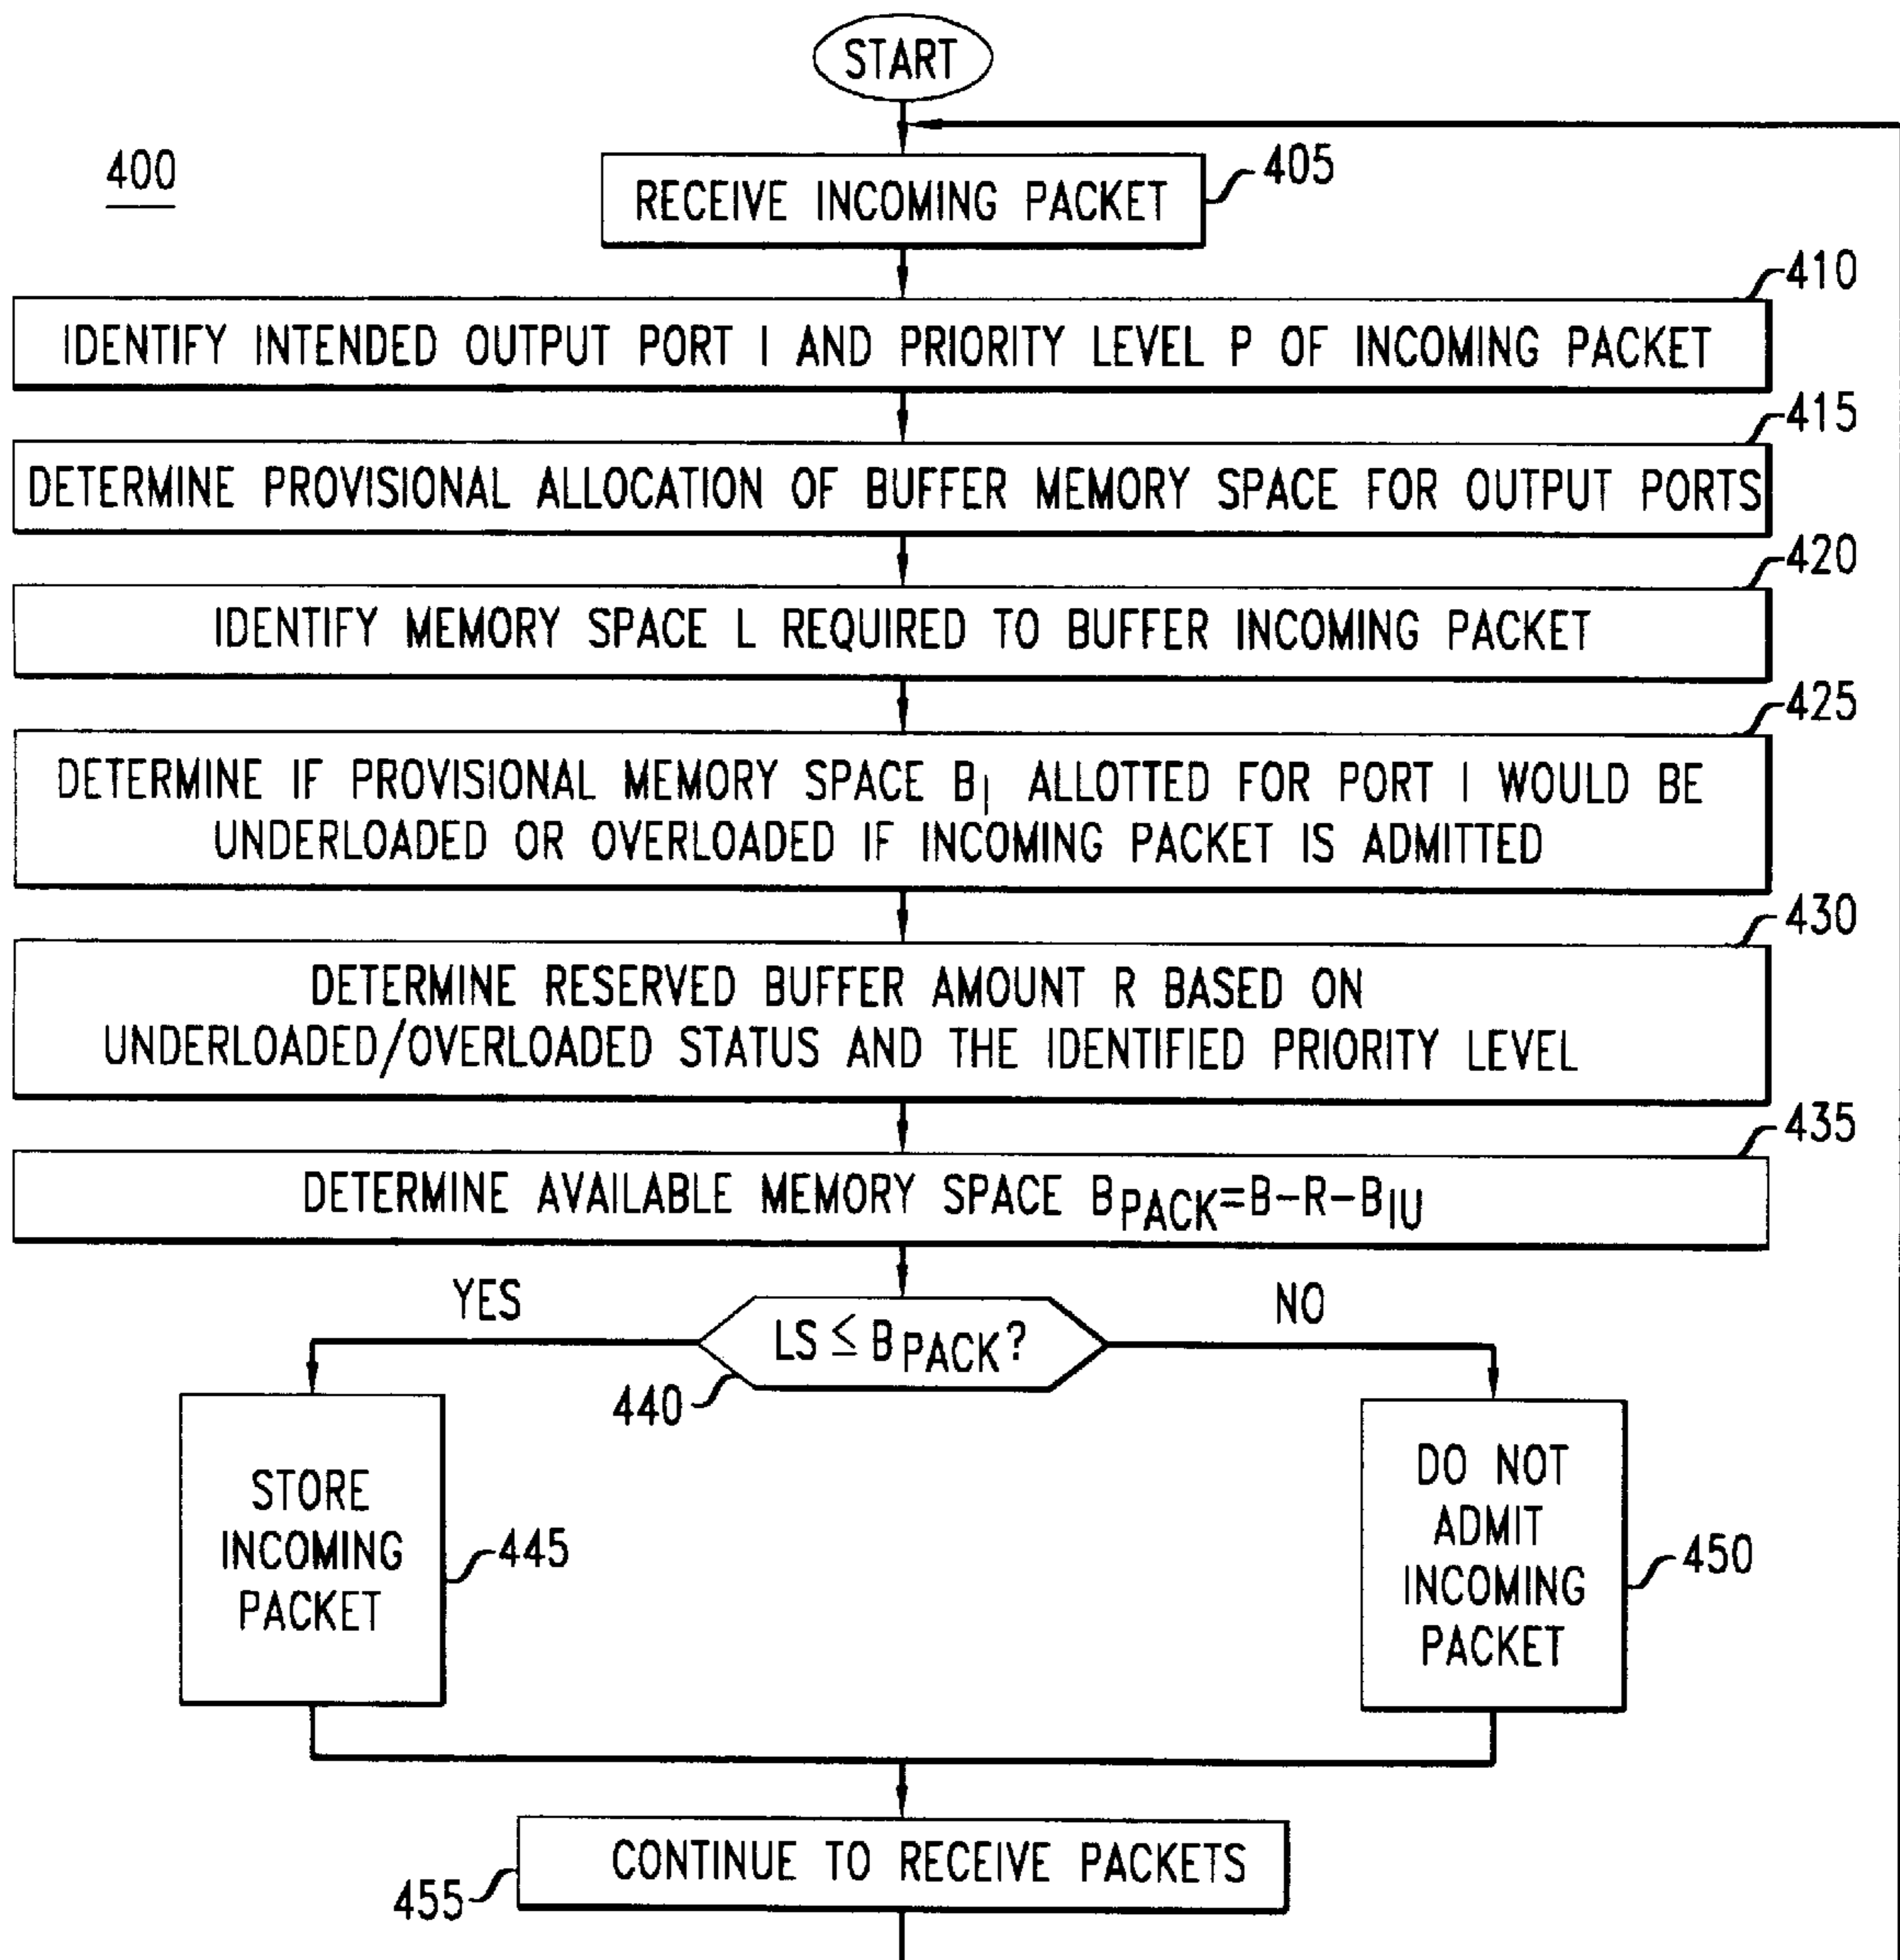 START
400
RECEIVE INCOMING PACKET
405
410
IDENTIFY INTENDED OUTPUT PORT I AND PRIORITY LEVEL P OF INCOMING PACKET
415
DETERMINE PROVISIONAL ALLOCATION OF BUFFER MEMORY SPACE FOR OUTPUT PORTS
420
IDENTIFY MEMORY SPACE L REQUIRED TO BUFFER INCOMING PACKET
425
DETERMINE IF PROVISIONAL MEMORY SPACE BI ALLOTTED FOR PORT I WOULD BE
UNDERLOADED OR OVERLOADED IF INCOMING PACKET IS ADMITTED
430
DETERMINE RESERVED BUFFER AMOUNT R BASED ON
UNDERLOADED/OVERLOADED STATUS AND THE IDENTIFIED PRIORITY LEVEL
435
DETERMINE AVAILABLE MEMORY SPACE BPACK=B-R-BIU
YES
NO
LS ≤ BPACK?
440
STORE
INCOMING
PACKET
445
DO NOT
ADMIT
INCOMING
PACKET
450
CONTINUE TO RECEIVE PACKETS
455